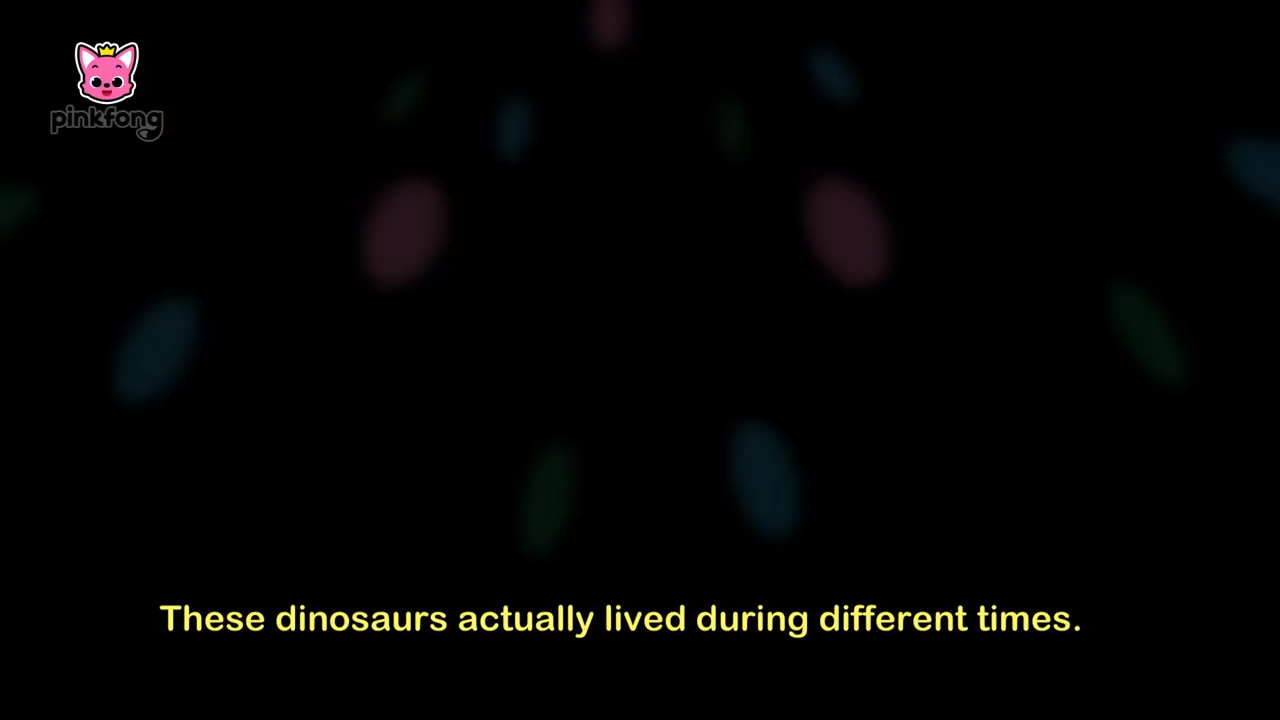 pinkfong
These dinosaurs actually lived during different times.